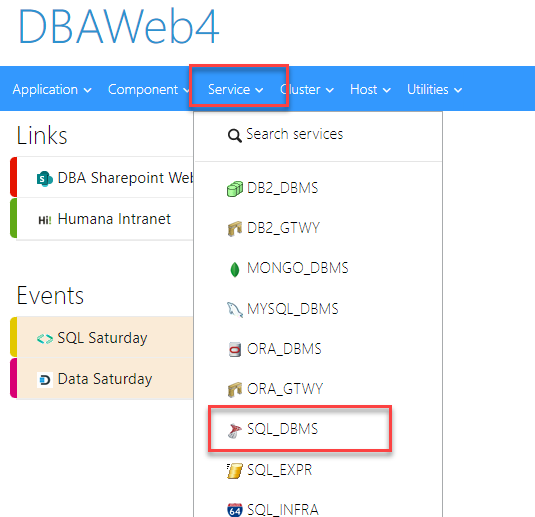 DBAWeb4
Application Component Service Cluster Host Utilities
Links
DBA Sharepoint Web
Hi! Humana Intranet
Events
SQL Saturday
Data Saturday
Search services
DB2_DBMS
DB2_GTWY
MONGO_DBMS
MYSQL_DBMS
ORA_DBMS
ORA_GTWY
SQL_DBMS
SQL_EXPR
64 SQL_INFRA